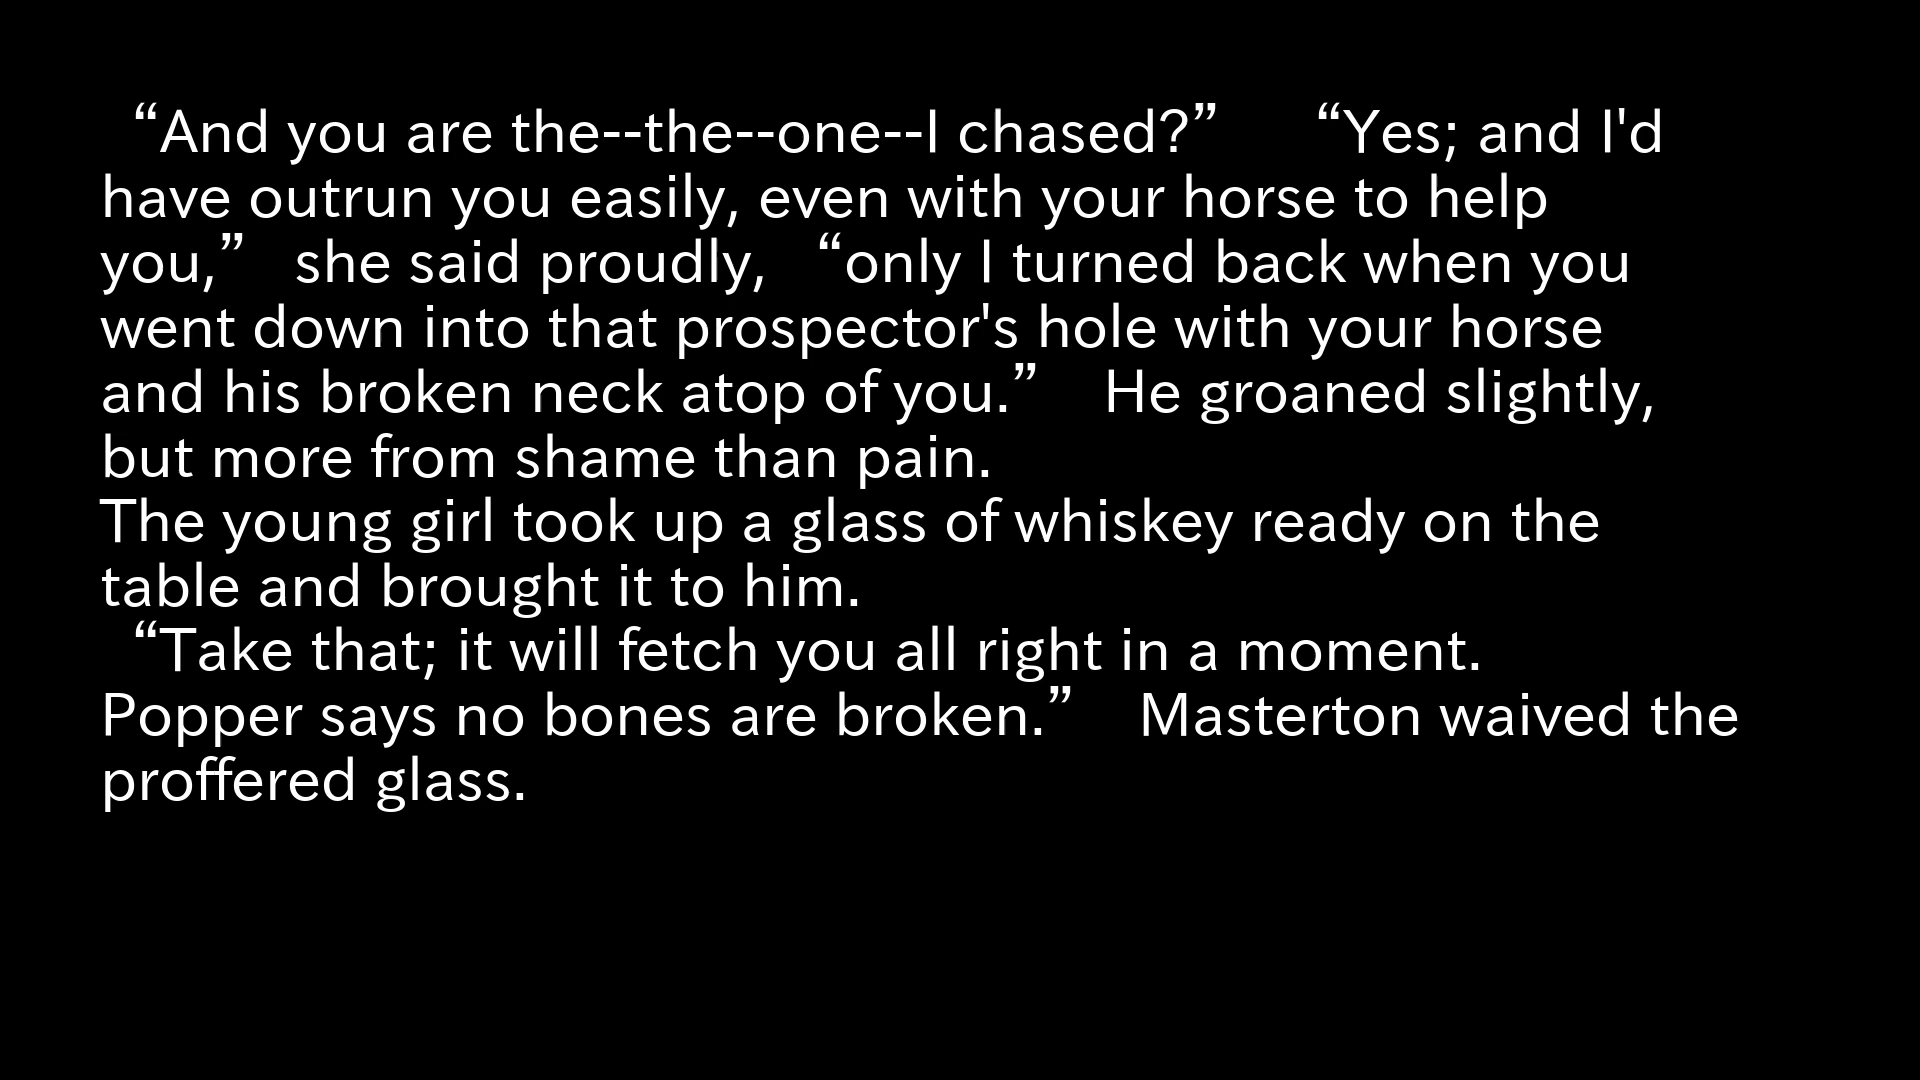 “And you are the--the--one--I chased?” “Yes; and I'd
have outrun you easily, even with your horse to help
you,” she said proudly, “only I turned back when you
went down into that prospector's hole with your horse
and his broken neck atop of you.” He groaned slightly,
but more from shame than pain.
The young girl took up a glass of whiskey ready on the
table and brought it to him.
“Take that; it will fetch you all right in a moment.
Popper says no bones are broken.” Masterton waived the
proffered glass.